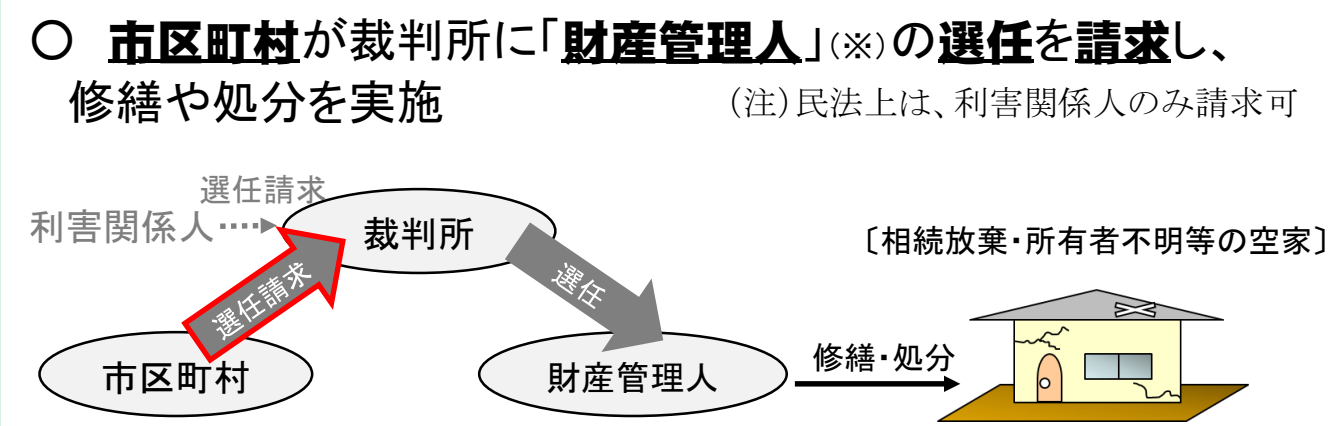 ○ 市区町村が裁判所に「財産管理人」(※)の選任を請求し、
修繕や処分を実施
(注)民法上は、利害関係人のみ請求可
選任請求
利害関係人
裁判所
〔相続放棄・所有者不明等の空家〕
選任請求
選任
市区町村
財産管理人
修繕・処分